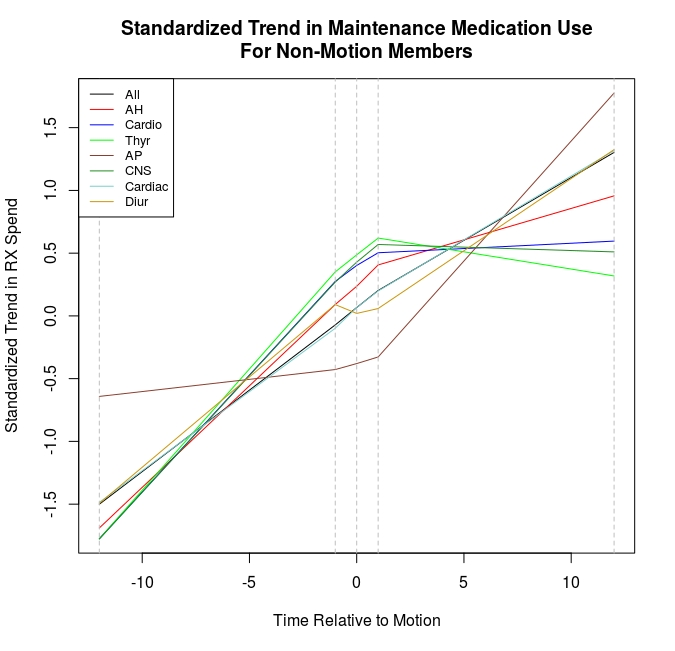 Standardized Trend in Maintenance Medication Use
For Non-Motion Members
All
AH
Cardio
Thyr
AP
CNS
Cardiac
Diur
Standardized Trend in RX Spend
1.5
1.0
0.5
0.0
-0.5
-1.0
-1.5
-10 -5 0 5 10
Time Relative to Motion